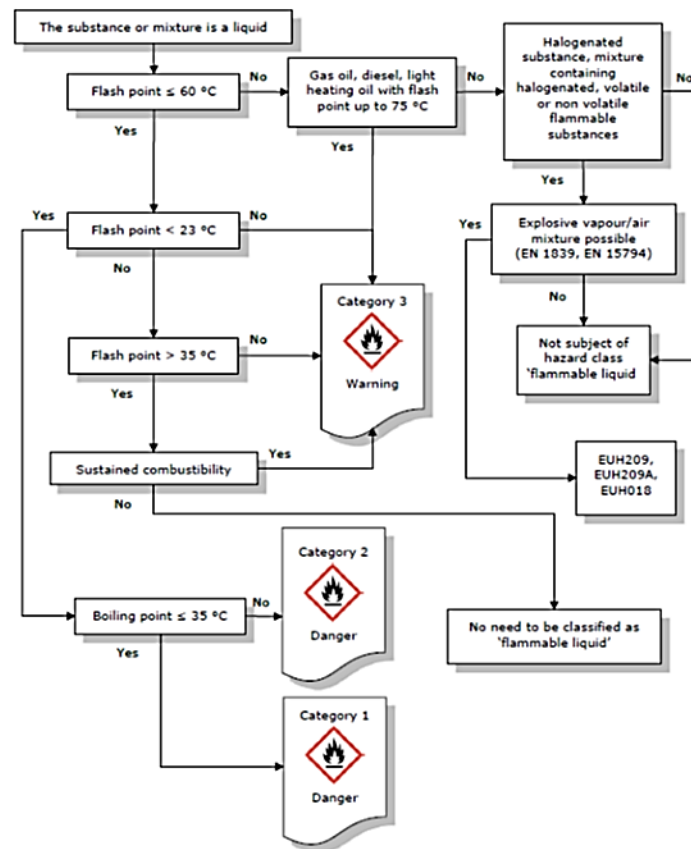 The substance or mixture is a liquid
Flash point ≤ 60 °C
No
Gas oil, diesel, light
heating oil with flash
point up to 75 °C
No
Halogenated
substance, mixture
containing
halogenated, volatile
or non volatile
flammable
substances
No
Yes
Yes
Yes
Yes
Flash point < 23 °C
No
Yes
Explosive vapour/air
mixture possible
(EN 1839, EN 15794)
No
No
Category 3
Warning
Flash point > 35 °C
No
Not subject of
hazard class
'flammable liquid
Yes
Sustained combustibility
Yes
No
EUH209,
EUH209A,
EUH018
Category 2
Danger
Boiling point ≤ 35 °C
No
No need to be classified as
'flammable liquid'
Yes
Category 1
Danger